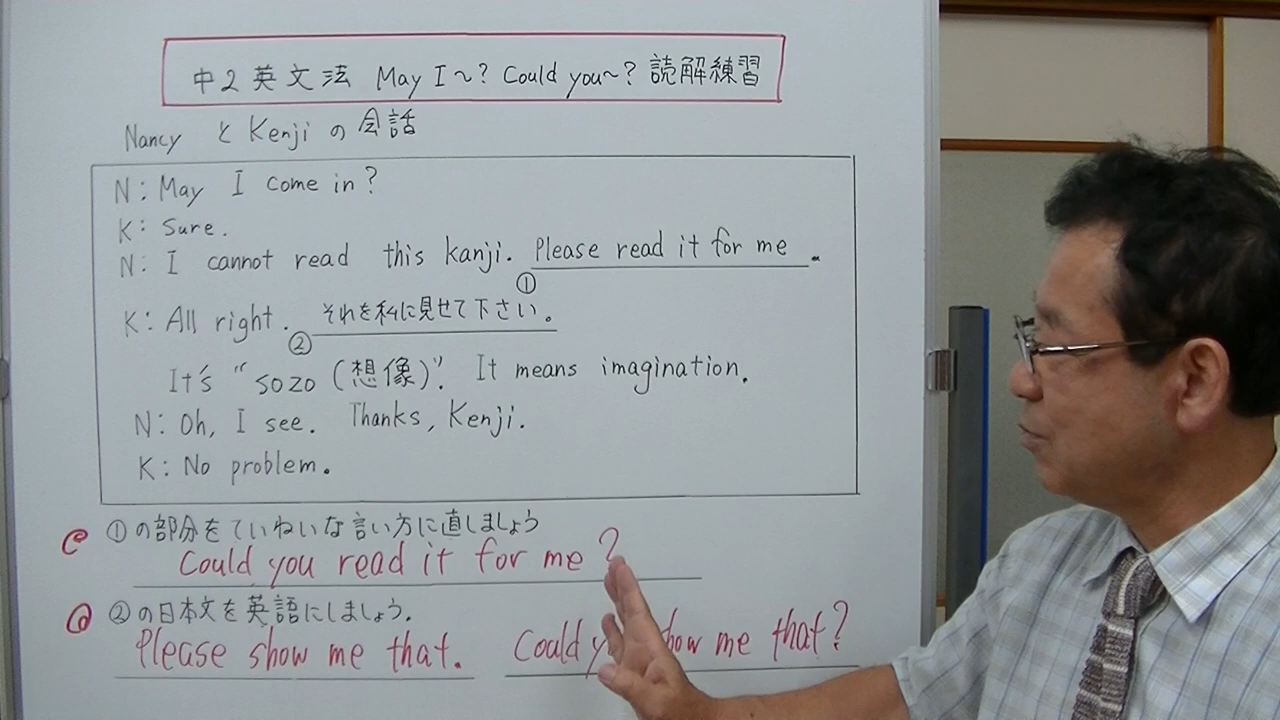 中2英文法 May I~? Could you~? 読解練習
Nancy と Kenji の会話
N: May I come in?
K: Sure.
N: I cannot read this kanji. Please read it for me.
①
K: All right. それを私に見せて下さい。
②
It's "sozo (想像)". It means imagination.
N: Oh, I see. Thanks, Kenji.
K: No problem.
①の部分をていねいな言い方に直しましょう
Could you read it for me?
②の日本文を英語にしましょう.
Please show me that. Could show me that?